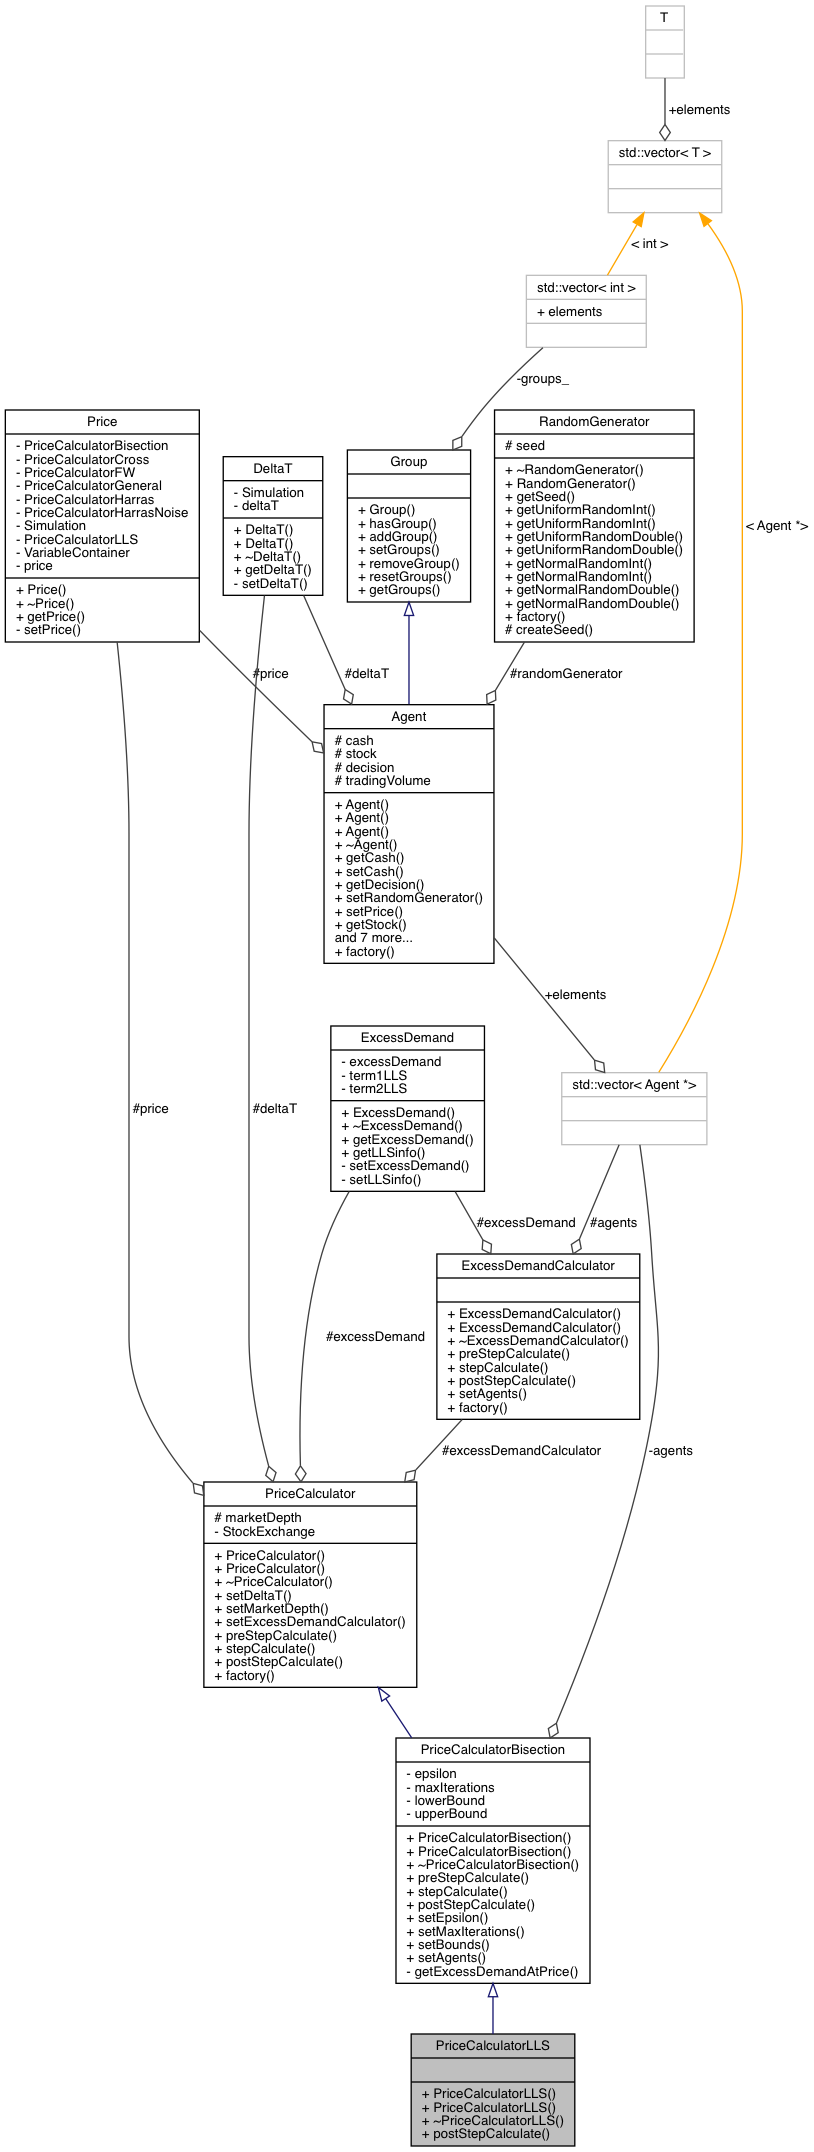 T
+elements
std::vector< T >
< int >
std::vector< int >
+ elements
-groups_
< Agent *>
Price
- PriceCalculatorBisection
- PriceCalculatorCross
- PriceCalculatorFW
- PriceCalculatorGeneral
- PriceCalculatorHarras
- PriceCalculatorHarrasNoise
- Simulation
- PriceCalculatorLLS
- VariableContainer
- price
+ Price()
+ ~Price()
+ getPrice()
- setPrice()
DeltaT
- Simulation
- deltaT
+ DeltaT()
+ DeltaT()
+ ~DeltaT()
+ getDeltaT()
- setDeltaT()
Group
+ Group()
+ hasGroup()
+ addGroup()
+ setGroups()
+ removeGroup()
+ resetGroups()
+ getGroups()
RandomGenerator
# seed
+ ~RandomGenerator()
+ RandomGenerator()
+ getSeed()
+ getUniformRandomInt()
+ getUniformRandomInt()
+ getUniformRandomDouble()
+ getUniformRandomDouble()
+ getNormalRandomInt()
+ getNormalRandomInt()
+ getNormalRandomDouble()
+ getNormalRandomDouble()
+ factory()
# createSeed()
#price
#deltaT
#randomGenerator
Agent
# cash
# stock
# decision
# tradingVolume
+ Agent()
+ Agent()
+ Agent()
+ ~Agent()
+ getCash()
+ setCash()
+ getDecision()
+ setRandomGenerator()
+ setPrice()
+ getStock()
and 7 more...
+ factory()
+elements
ExcessDemand
- excessDemand
- term1LLS
- term2LLS
+ ExcessDemand()
+ ~ExcessDemand()
+ getExcessDemand()
+ getLLSinfo()
- setExcessDemand()
- setLLSinfo()
std::vector< Agent *>
#price
#deltaT
#excessDemand
#agents
ExcessDemandCalculator
+ ExcessDemandCalculator()
+ ExcessDemandCalculator()
+ ~ExcessDemandCalculator()
+ preStepCalculate()
+ stepCalculate()
+ postStepCalculate()
+ setAgents()
+ factory()
#excessDemand
#excessDemandCalculator
-agents
PriceCalculator
# marketDepth
- StockExchange
+ PriceCalculator()
+ PriceCalculator()
+ ~PriceCalculator()
+ setDeltaT()
+ setMarketDepth()
+ setExcessDemandCalculator()
+ preStepCalculate()
+ stepCalculate()
+ postStepCalculate()
+ factory()
PriceCalculatorBisection
- epsilon
- maxIterations
- lowerBound
- upperBound
+ PriceCalculatorBisection()
+ PriceCalculatorBisection()
+ ~PriceCalculatorBisection()
+ preStepCalculate()
+ stepCalculate()
+ postStepCalculate()
+ setEpsilon()
+ setMaxIterations()
+ setBounds()
+ setAgents()
- getExcessDemandAtPrice()
PriceCalculatorLLS
+ PriceCalculatorLLS()
+ PriceCalculatorLLS()
+ ~PriceCalculatorLLS()
+ postStepCalculate()